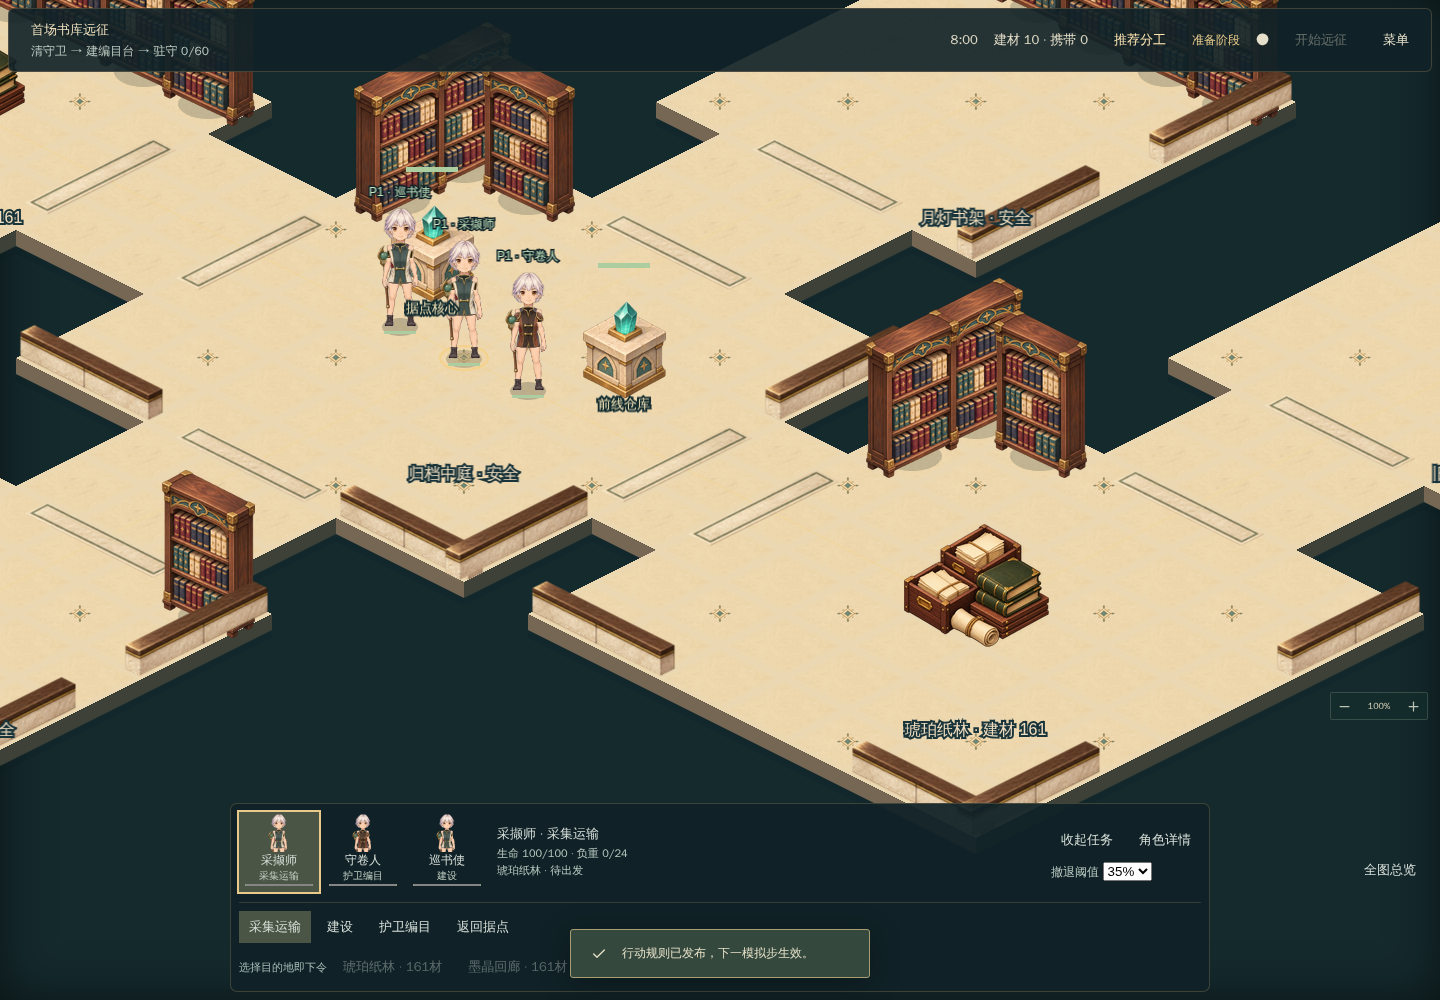 首场书库远征
清守卫 → 建编目台 → 驻守 0/60
8:00 建材 10 · 携带 0 推荐分工 准备阶段 开始远征 菜单
161
P1 · 巡书使
P1 · 采撷师
P1 · 守卷人
据点核心
前线仓库
月灯书架 · 安全
归档中庭 · 安全
全
琥珀纸林 · 建材 161
100%
采撷师
采集运输
守卷人
护卫编目
巡书使
建设
采撷师 · 采集运输
生命 100/100 · 负重 0/24
琥珀纸林 · 待出发
收起任务 角色详情
撤退阈值 35%
全图总览
采集运输 建设 护卫编目 返回据点
行动规则已发布，下一模拟步生效。
选择目的地即下令 琥珀纸林 · 161材 墨晶回廊 · 161材